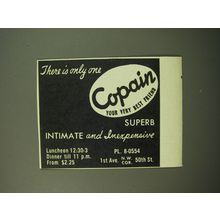 There is only one
Copain
YOUR VERY BEST FRIEND
SUPERB
INTIMATE and Inexpensive
Luncheon 12:30-3
Dinner till 11 p.m.
From $2.25
PL. 8-0554
1st Ave. N.W. COR. 50th St.